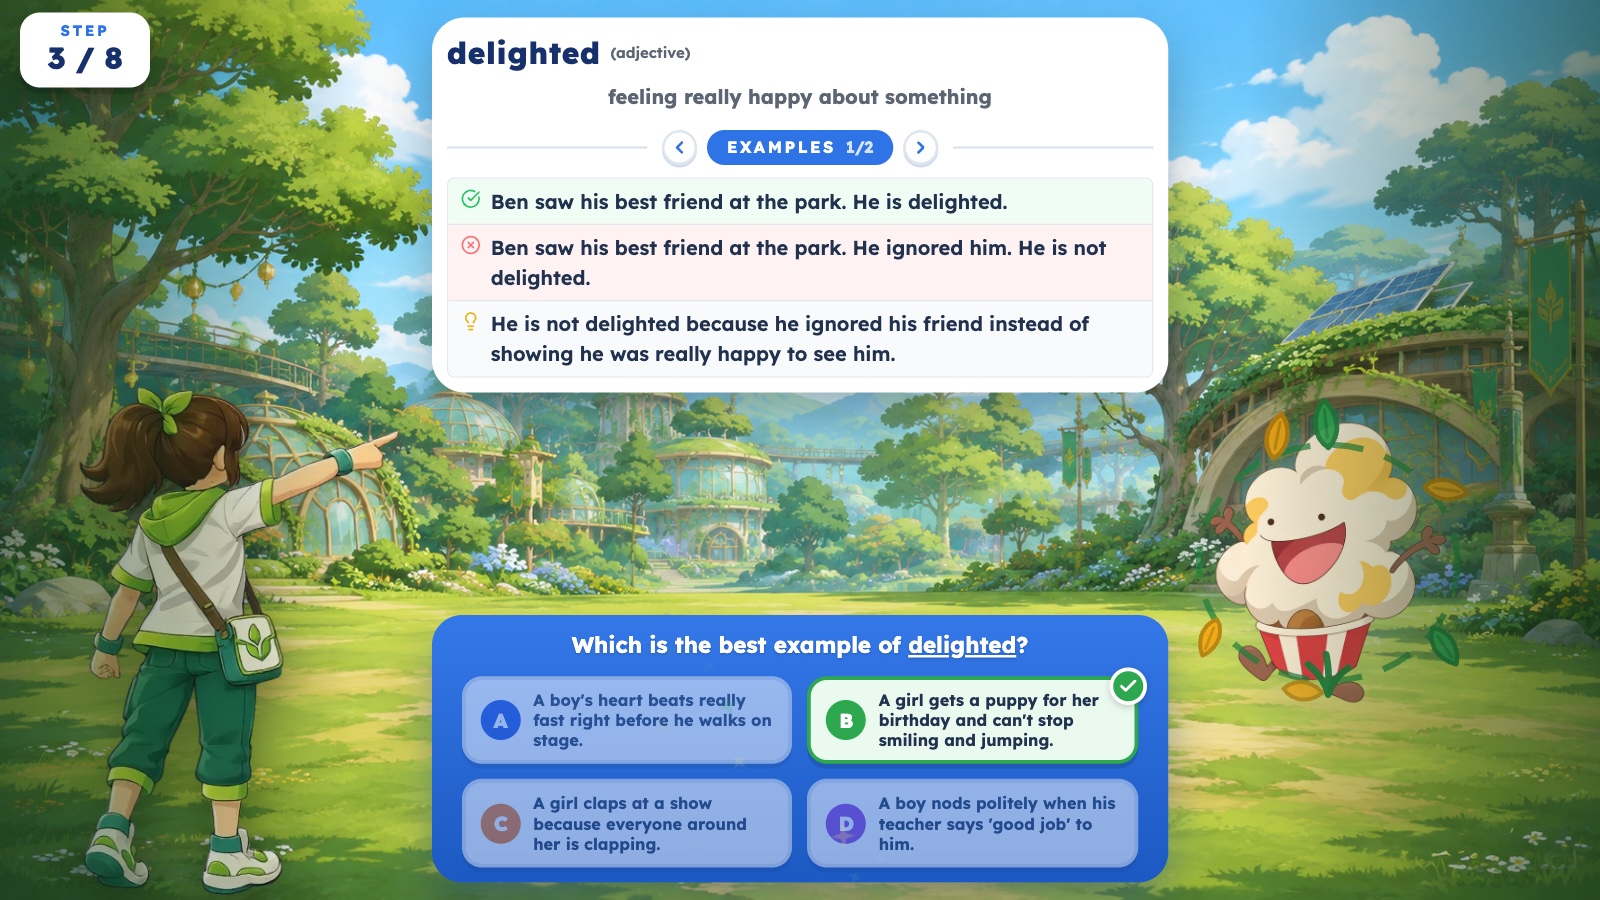 STEP
3 / 8
delighted (adjective)
feeling really happy about something
EXAMPLES 1/2
Ben saw his best friend at the park. He is delighted.
Ben saw his best friend at the park. He ignored him. He is not
delighted.
He is not delighted because he ignored his friend instead of
showing he was really happy to see him.
Which is the best example of delighted?
A
A boy's heart beats really
fast right before he walks on
stage.
B
A girl gets a puppy for her
birthday and can't stop
smiling and jumping.
C
A girl claps at a show
because everyone around
her is clapping.
D
A boy nods politely when his
teacher says 'good job' to
him.